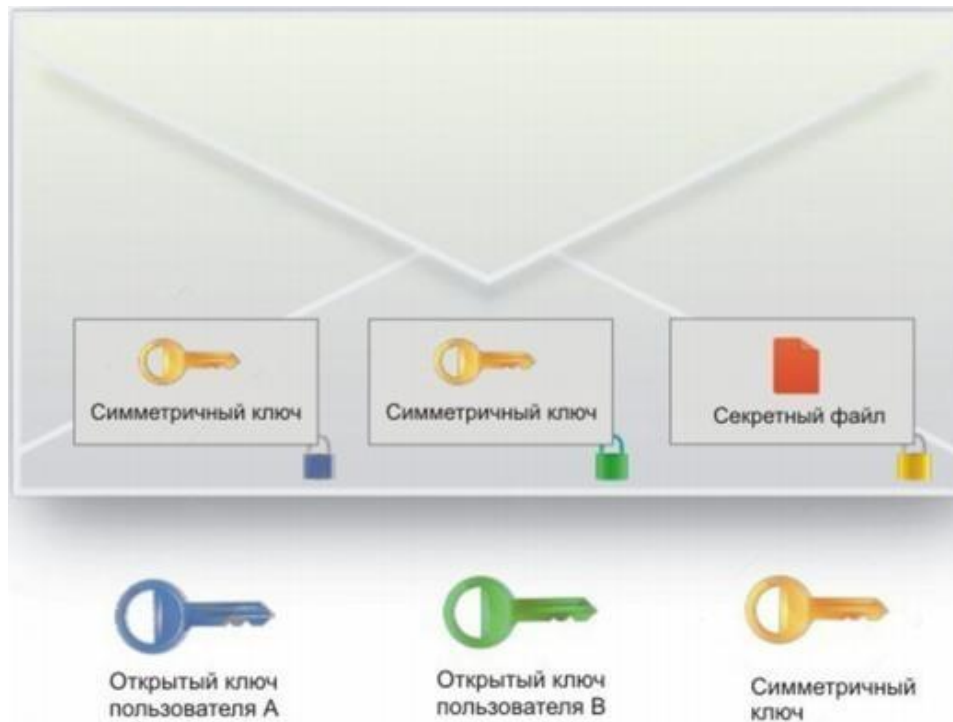 Симметричный ключ
Симметричный ключ
Секретный файл
Открытый ключ
пользователя А
Открытый ключ
пользователя В
Симметричный
ключ